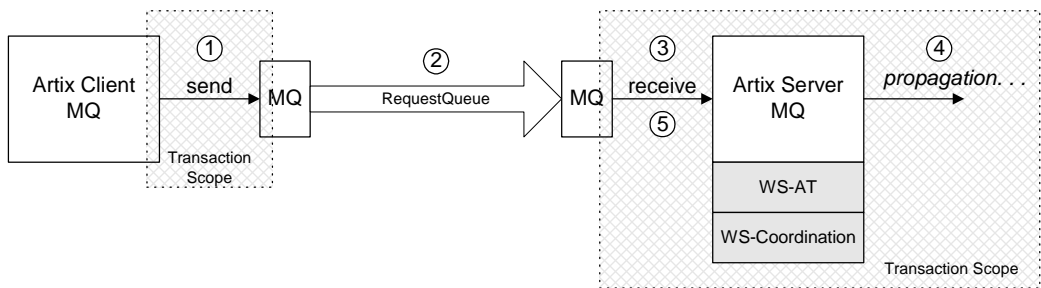 Artix Client
MQ
①
send
Transaction
Scope
MQ
②
RequestQueue
MQ
③
receive
⑤
Artix Server
MQ
④
propagation. . .
WS-AT
WS-Coordination
Transaction Scope